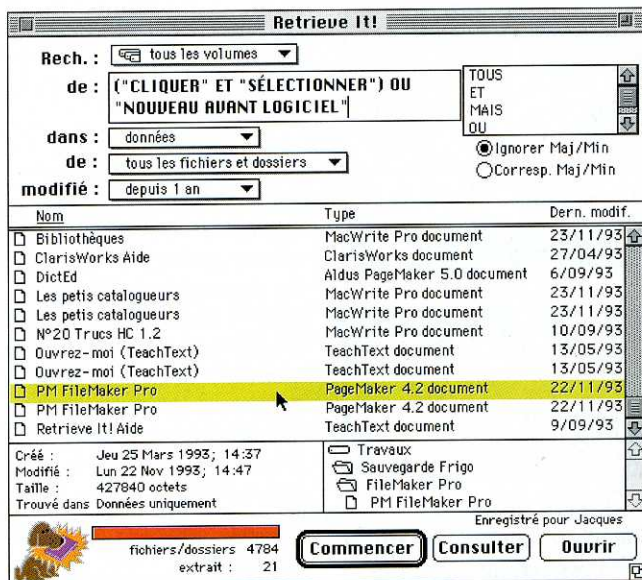 Retrieve It!
Rech. : tous les volumes
de : ("CLIQUER" ET "SÉLECTIONNER") OU
"NOUVEAU AVANT LOGICIEL"
TOUS
ET
MAIS
OU
dans : données
Ignorer Maj/Min
de : tous les fichiers et dossiers
Corresp. Maj/Min
modifié : depuis 1 an
Nom Type Dern. modif.
Bibliothèques MacWrite Pro document 23/11/93
ClarisWorks Aide ClarisWorks document 27/04/93
DictEd Aldus PageMaker 5.0 document 6/09/93
Les petis catalogueurs MacWrite Pro document 23/11/93
Les petis catalogueurs MacWrite Pro document 23/11/93
N°20 Trucs HC 1.2 MacWrite Pro document 10/09/93
Ouvrez-moi (TeachText) TeachText document 13/05/93
Ouvrez-moi (TeachText) TeachText document 13/05/93
PM FileMaker Pro PageMaker 4.2 document 22/11/93
PM FileMaker Pro PageMaker 4.2 document 22/11/93
Retrieve It! Aide TeachText document 9/09/93
Créé : Jeu 25 Mars 1993; 14:37
Modifié : Lun 22 Nov 1993; 14:47
Taille : 427840 octets
Trouvé dans Données uniquement
Travaux
Sauvegarde Frigo
FileMaker Pro
PM FileMaker Pro
Enregistré pour Jacques
fichiers/dossiers 4784
extrait : 21
Commencer Consulter Ouvrir